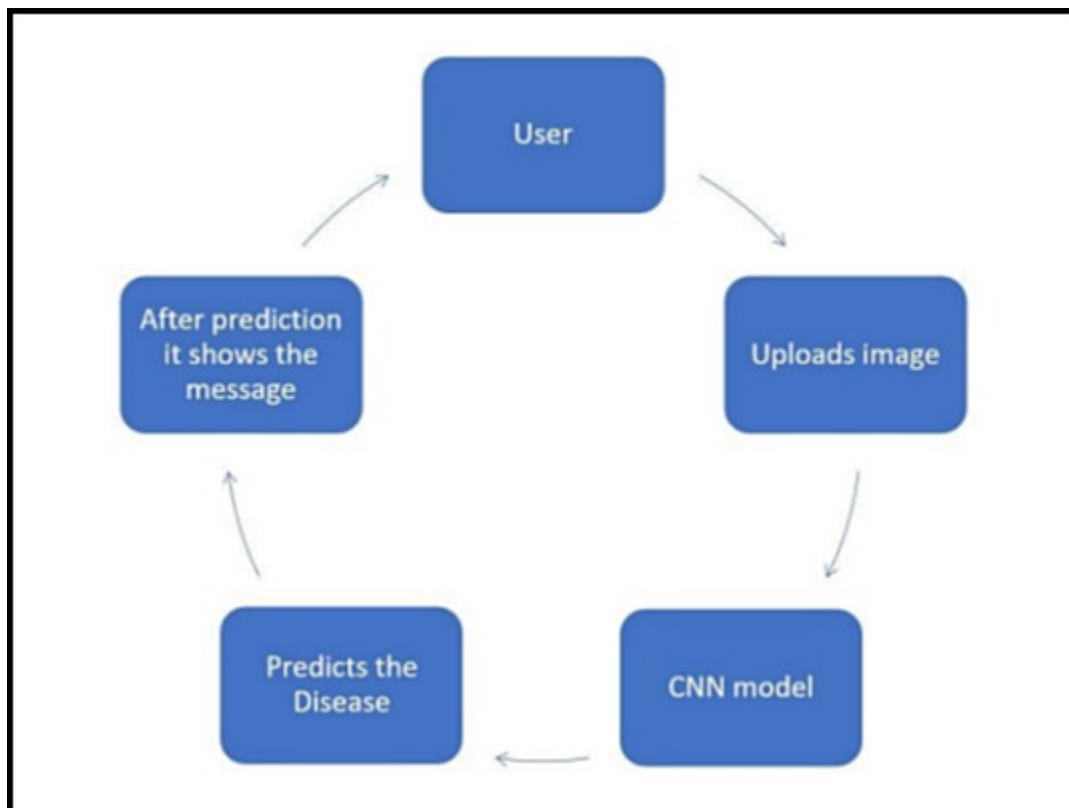 User
Uploads image
CNN model
Predicts the
Disease
After prediction
it shows the
message